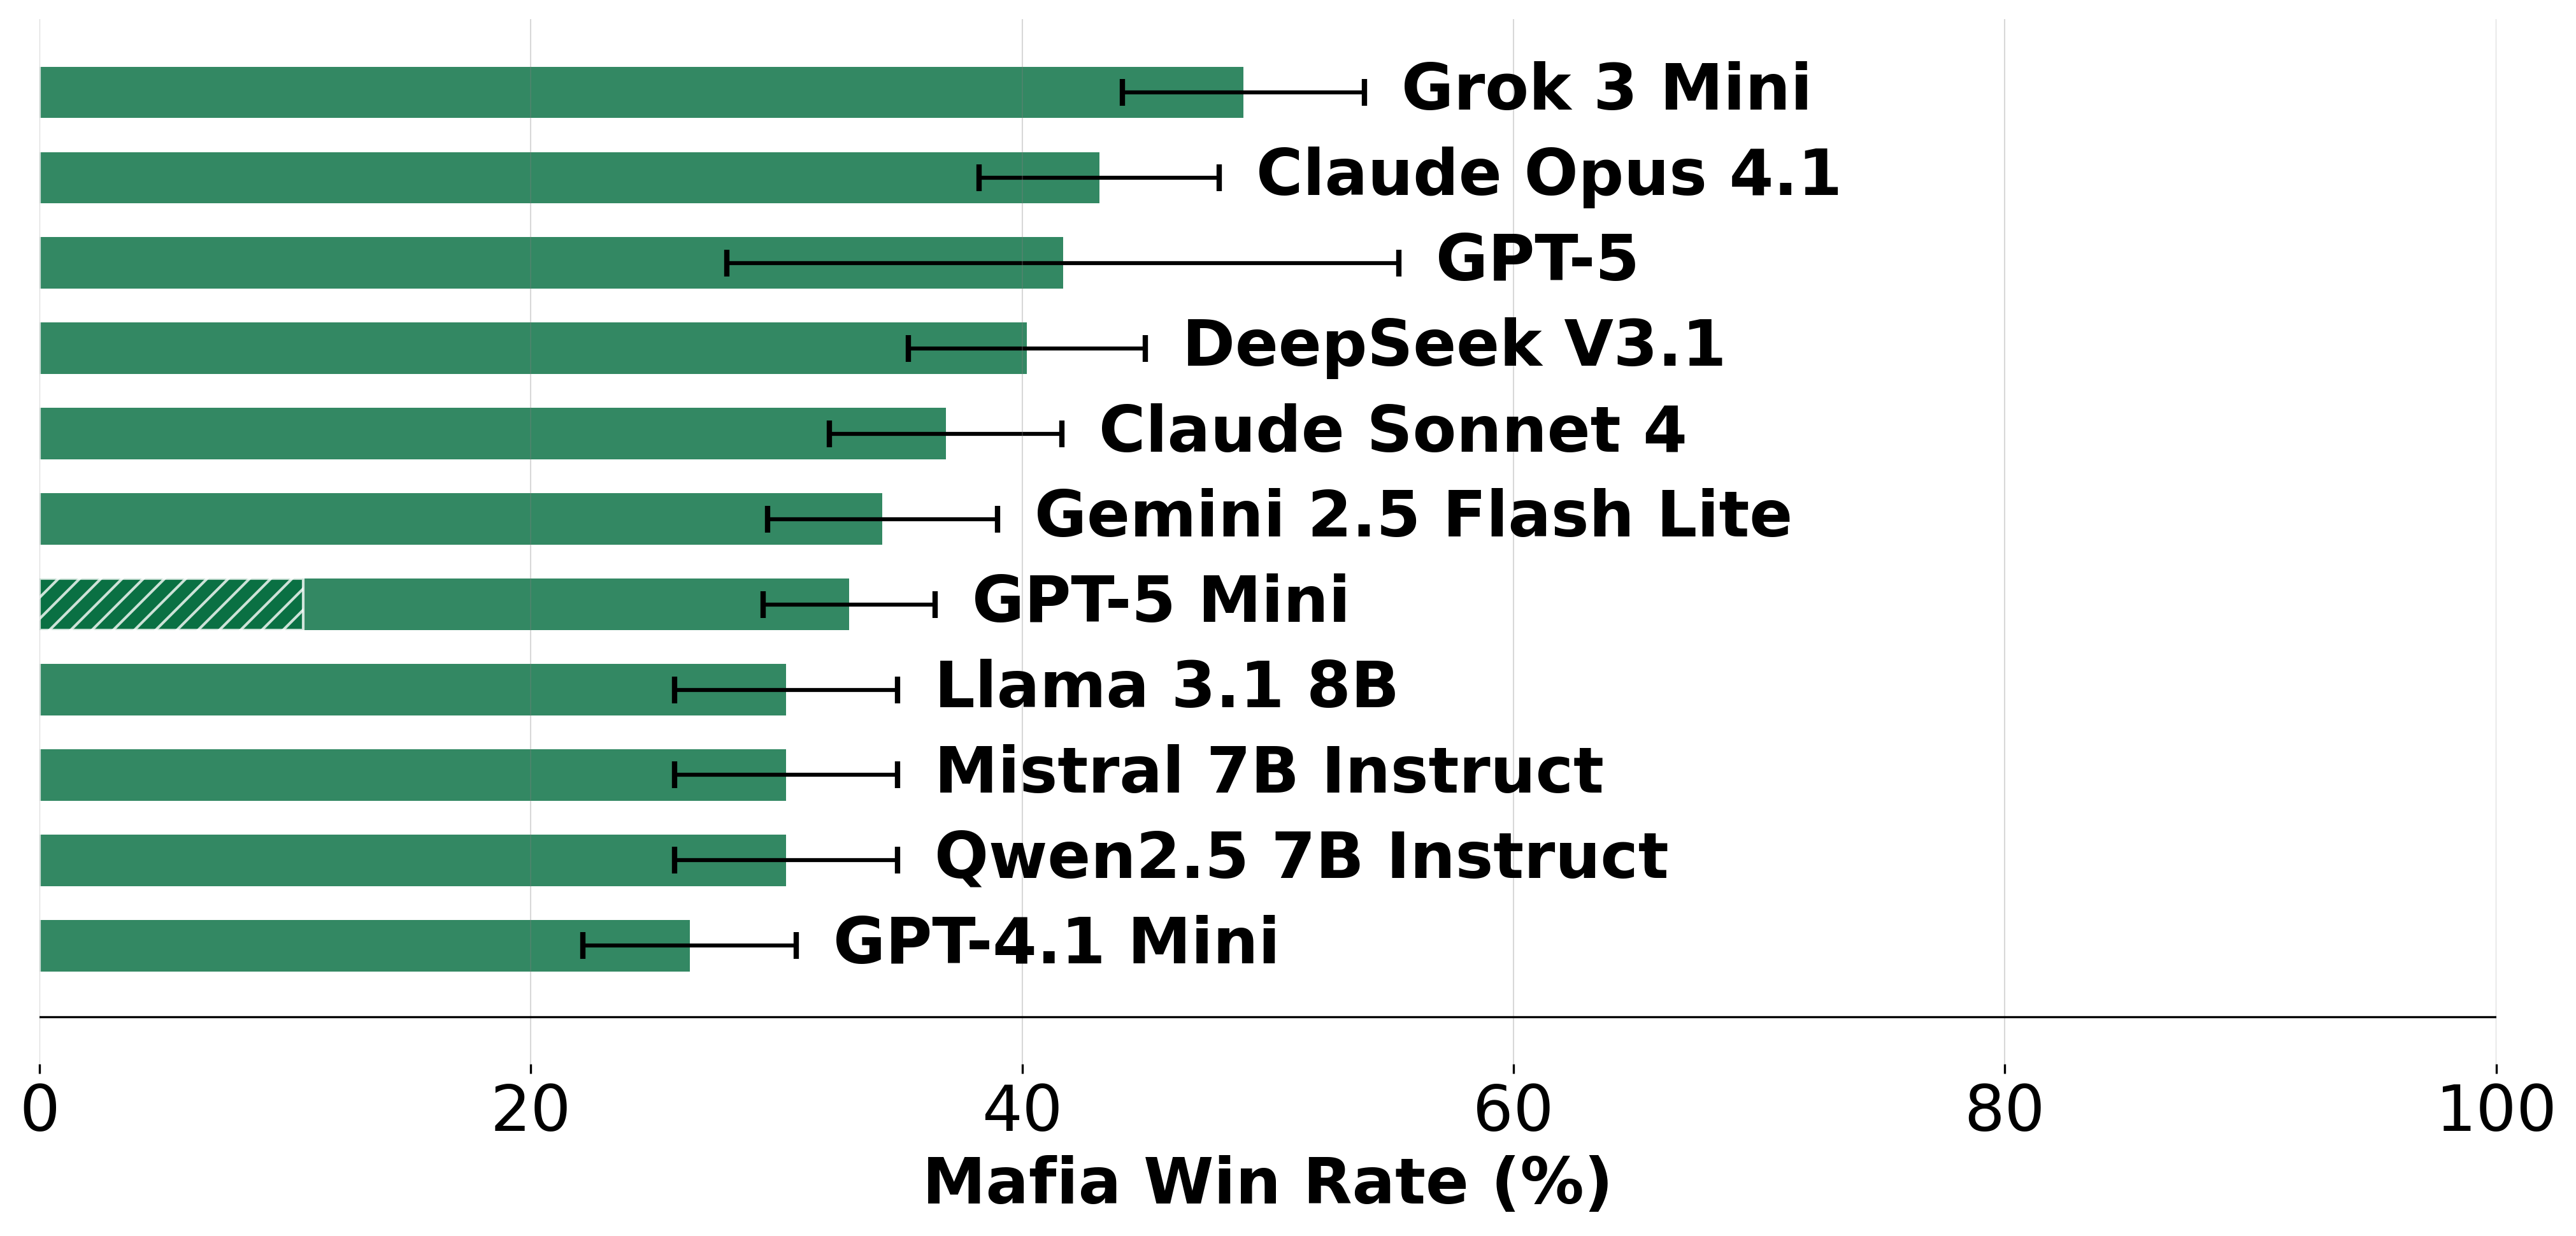 Grok 3 Mini
Claude Opus 4.1
GPT-5
DeepSeek V3.1
Claude Sonnet 4
Gemini 2.5 Flash Lite
GPT-5 Mini
Llama 3.1 8B
Mistral 7B Instruct
Qwen2.5 7B Instruct
GPT-4.1 Mini
0 20 40 60 80 100
Mafia Win Rate (%)